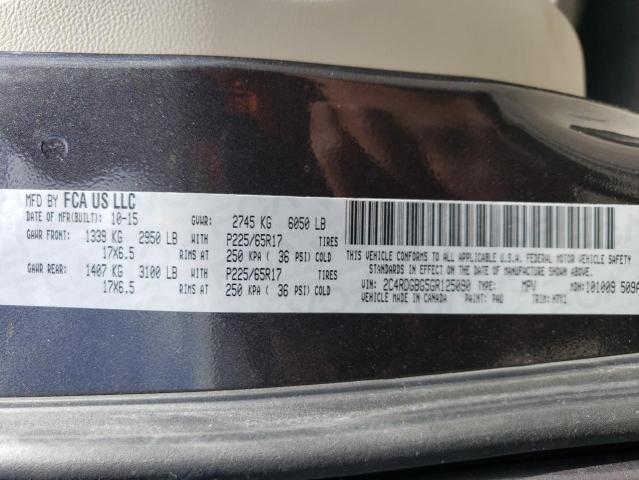 MFD BY FCA US LLC
DATE OF MFR(BUILT): 10-15 GVWR: 2745 KG 6050 LB
GAWR FRONT: 1339 KG 2950 LB WITH P225/65R17 TIRES
17X6.5 RIMS AT 250 KPA ( 36 PSI) COLD
GAWR REAR: 1407 KG 3100 LB WITH P225/65R17 TIRES
17X6.5 RIMS AT 250 KPA ( 36 PSI) COLD
THIS VEHICLE CONFORMS TO ALL APPLICABLE U.S.A. FEDERAL MOTOR VEHICLE SAFETY
STANDARDS IN EFFECT ON THE DATE OF MANUFACTURE SHOWN ABOVE.
VIN: 2C4RDGBG5GR125090 TYPE: MPV MDH: 101009 509A
VEHICLE MADE IN CANADA PAINT: PAU TRIM: H7X1